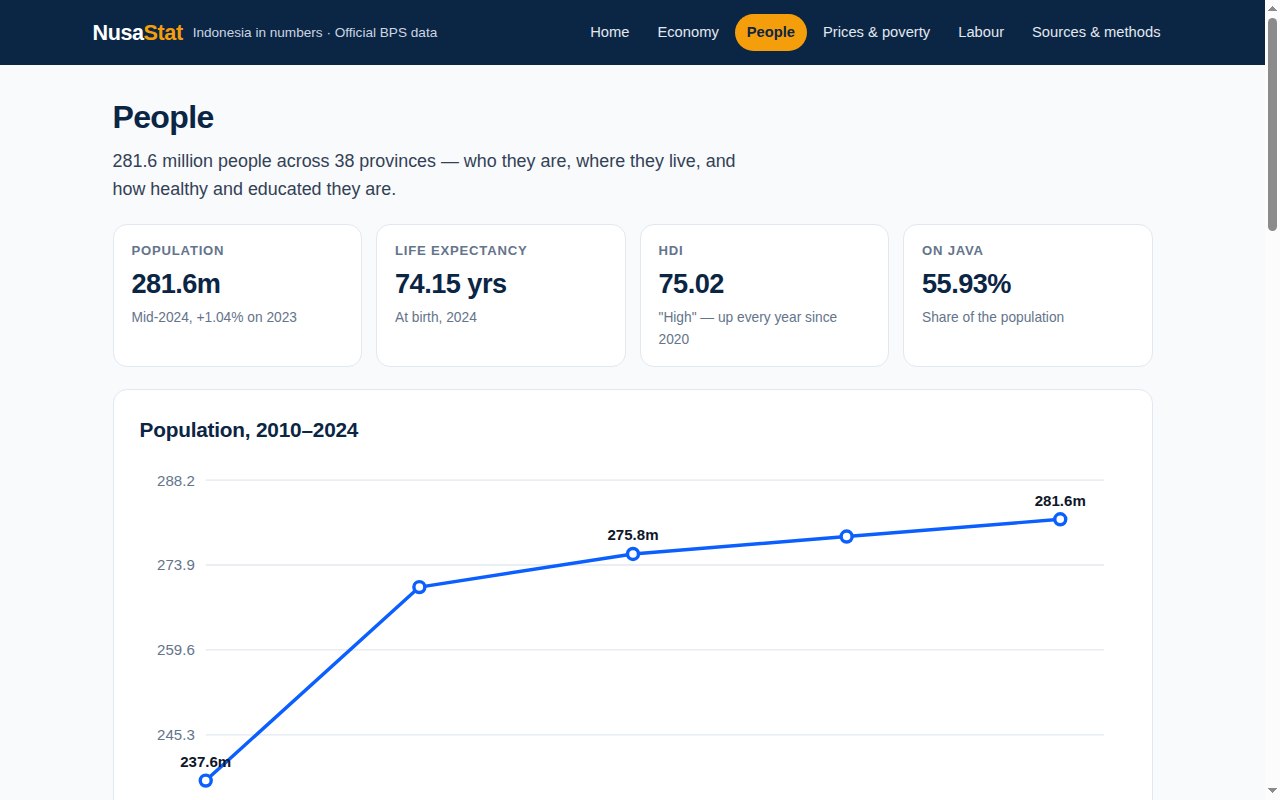 NusaStat Indonesia in numbers · Official BPS data Home Economy People Prices & poverty Labour Sources & methods
People
281.6 million people across 38 provinces — who they are, where they live, and
how healthy and educated they are.
POPULATION
281.6m
Mid-2024, +1.04% on 2023
LIFE EXPECTANCY
74.15 yrs
At birth, 2024
HDI
75.02
"High" — up every year since
2020
ON JAVA
55.93%
Share of the population
Population, 2010–2024
288.2
281.6m
275.8m
273.9
259.6
245.3
237.6m